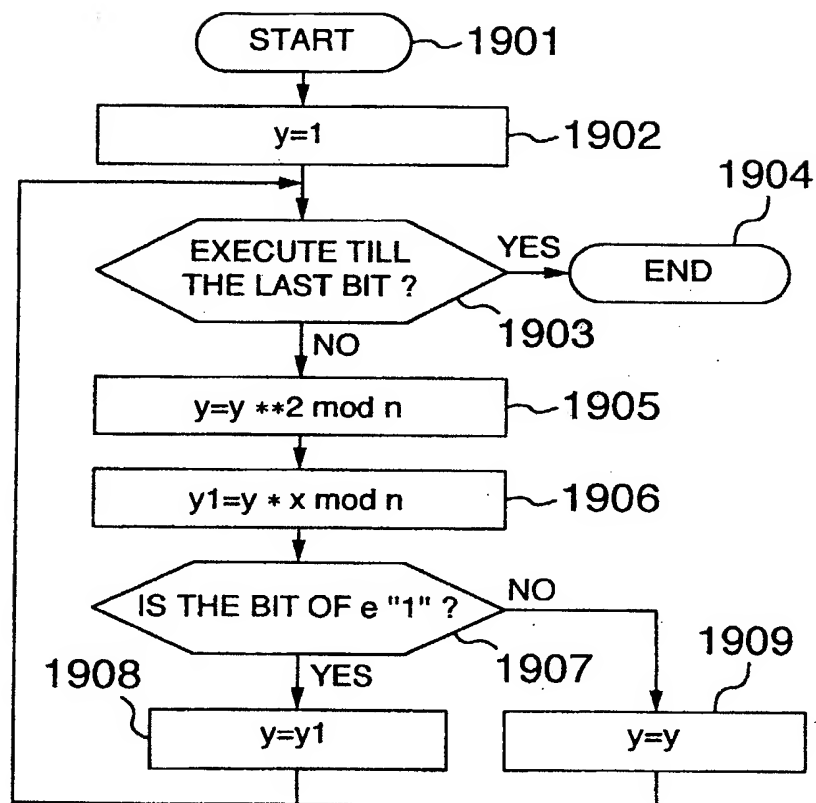 START
1901
y=1
1902
1904
EXECUTE TILL
THE LAST BIT ?
YES
END
1903
NO
y=y **2 mod n
1905
y1=y * x mod n
1906
IS THE BIT OF e "1" ?
NO
1907
1908
YES
1909
y=y1
y=y